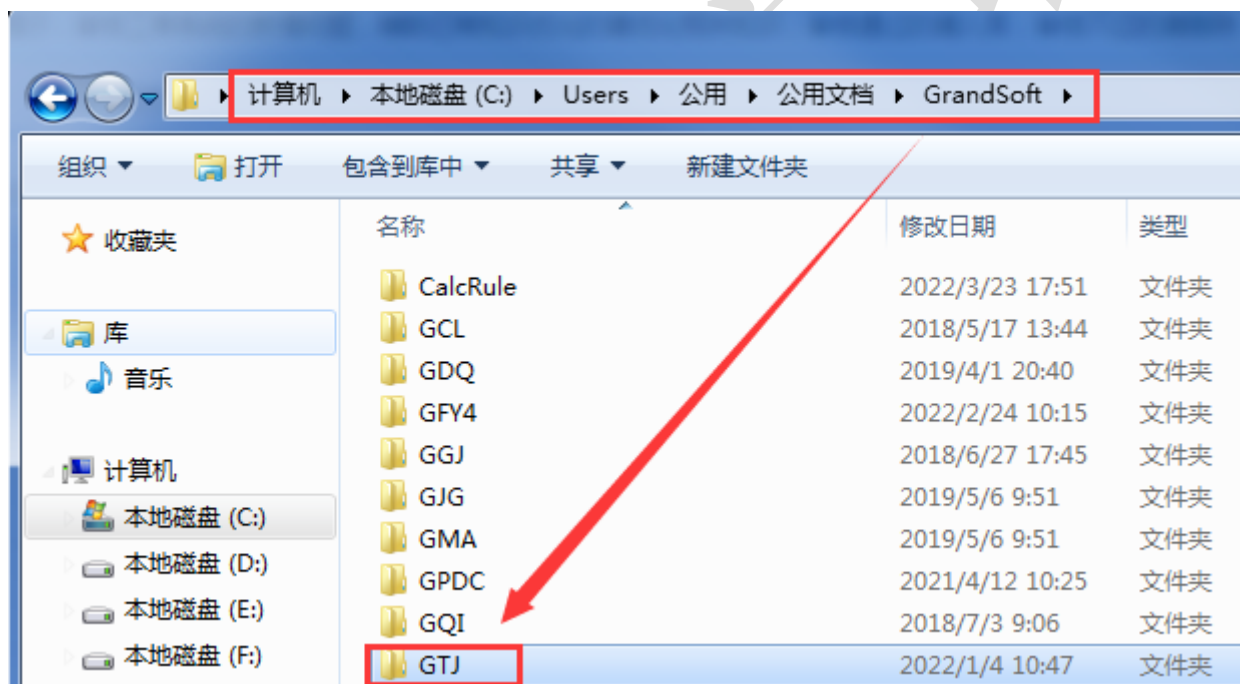 计算机 ▸ 本地磁盘 (C:) ▸ Users ▸ 公用 ▸ 公用文档 ▸ GrandSoft ▸
组织 ▼ 打开 包含到库中 ▼ 共享 ▼ 新建文件夹
收藏夹
库
音乐
计算机
本地磁盘 (C:)
本地磁盘 (D:)
本地磁盘 (E:)
本地磁盘 (F:)
名称 修改日期 类型
CalcRule 2022/3/23 17:51 文件夹
GCL 2018/5/17 13:44 文件夹
GDQ 2019/4/1 20:40 文件夹
GFY4 2022/2/24 10:15 文件夹
GGJ 2018/6/27 17:45 文件夹
GJG 2019/5/6 9:51 文件夹
GMA 2019/5/6 9:51 文件夹
GPDC 2021/4/12 10:25 文件夹
GQI 2018/7/3 9:06 文件夹
GTJ 2022/1/4 10:47 文件夹